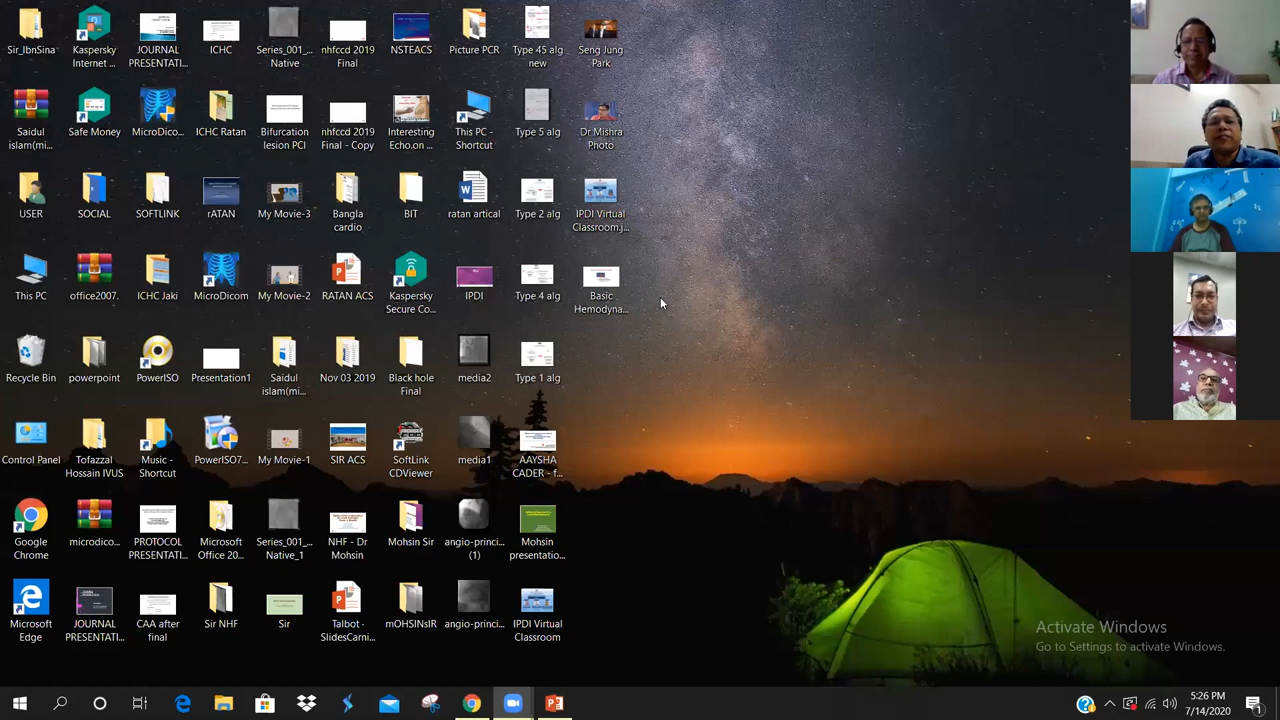 Sir_IbnSina
Kaspersky
Internet ...
JOURNAL
PRESENTATI...
ICHC
Series_001_...
Native
nhfccd 2019
Final
NSTEACS
Picture PCR
Type 45 alg
new
Seng Jung
Park
Saidul
islam(mi...
Safe Money
MicroDico...
ICHC Ratan
Bifurcation
lesion PCI
nhfccd 2019
Final - Copy
Interesting
Echo.on ...
This PC -
Shortcut
Type 5 alg
Dr Mishra
Photo
USER
SOCIAL
SOFTLINK
rATAN
My Movie-3
Bangla
cardio
BIT
ratan artical
Type 2 alg
IPDI Virtual
Classroom.j...
This PC
office2007.
ICHC Jaki
MicroDicom
My Movie-2
RATAN ACS
Kaspersky
Secure Co...
IPDI
Type 4 alg
Basic
Hemodyna...
Recycle Bin
powerpoint
PowerISO
Presentation1
Saidul
islam(mi...
Nov 03 2019
Black hole
Final
media2
Type 1 alg
Control Panel
Tofazzal
Hossain IVUS
Music -
Shortcut
PowerISO7...
My Movie-1
SIR ACS
SoftLink
CDViewer
media1
AAYSHA
CADER - f...
Google
Chrome
microdico...
PROTOCOL
PRESENTATI...
Microsoft
Office 20...
Series_001_...
Native_1
NHF - Dr
Mohsin
Mohsin Sir
angio-princi...
(1)
Mohsin
presentatio...
Microsoft
Edge
JOURNAL
PRESENTATI...
CAA after
final
Sir NHF
Sir
Talbot -
SlidesCarni...
mOHSINsIR
angio-princi...
IPDI Virtual
Classroom
Activate Windows
Go to Settings to activate Windows.
5:26 PM
7/14/2020